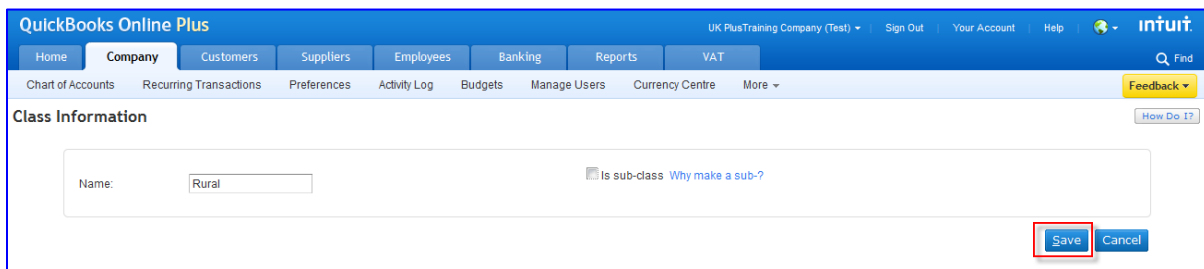 QuickBooks Online Plus UK PlusTraining Company (Test) Sign Out Your Account Help intuit.
Home Company Customers Suppliers Employees Banking Reports VAT Find
Chart of Accounts Recurring Transactions Preferences Activity Log Budgets Manage Users Currency Centre More Feedback
Class Information How Do I?
Name: Rural Is sub-class Why make a sub-?
Save Cancel